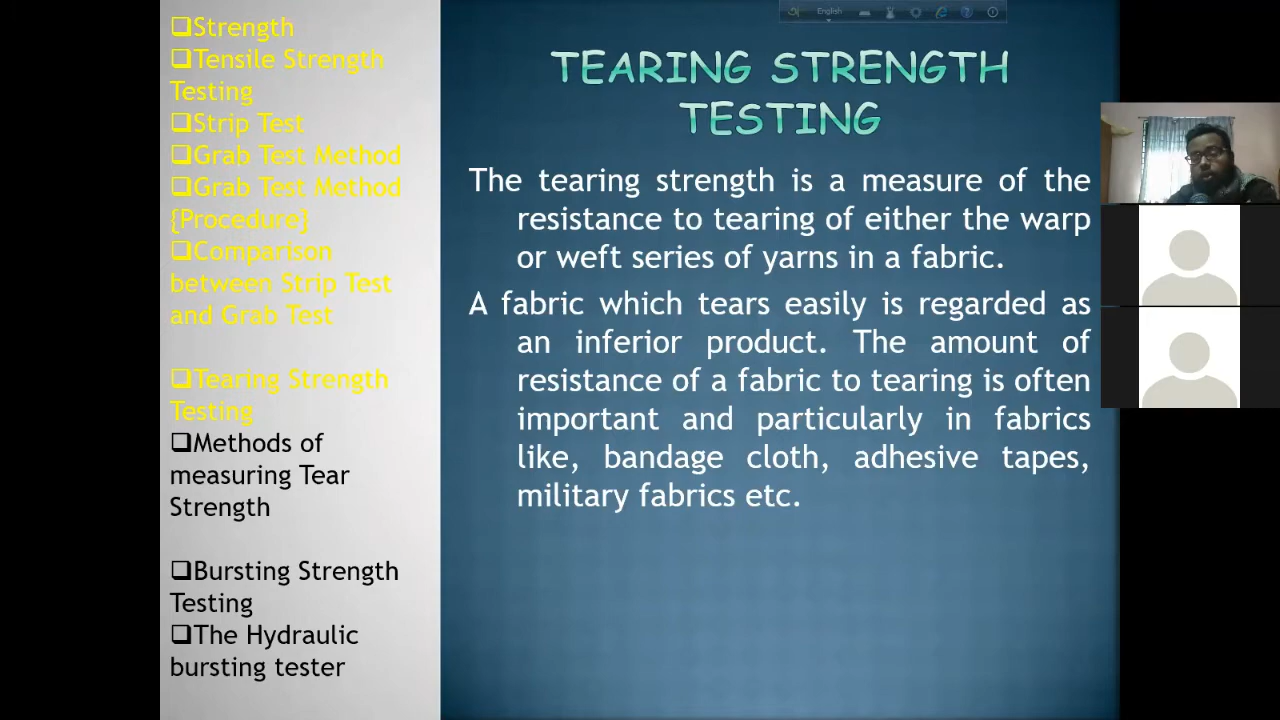 ❑Strength
❑Tensile Strength
Testing
❑Strip Test
❑Grab Test Method
❑Grab Test Method
{Procedure}
❑Comparison
between Strip Test
and Grab Test
❑Tearing Strength
Testing
❑Methods of
measuring Tear
Strength
❑Bursting Strength
Testing
❑The Hydraulic
bursting tester
English
TEARING STRENGTH
TESTING
The tearing strength is a measure of the
resistance to tearing of either the warp
or weft series of yarns in a fabric.
A fabric which tears easily is regarded as
an inferior product. The amount of
resistance of a fabric to tearing is often
important and particularly in fabrics
like, bandage cloth, adhesive tapes,
military fabrics etc.